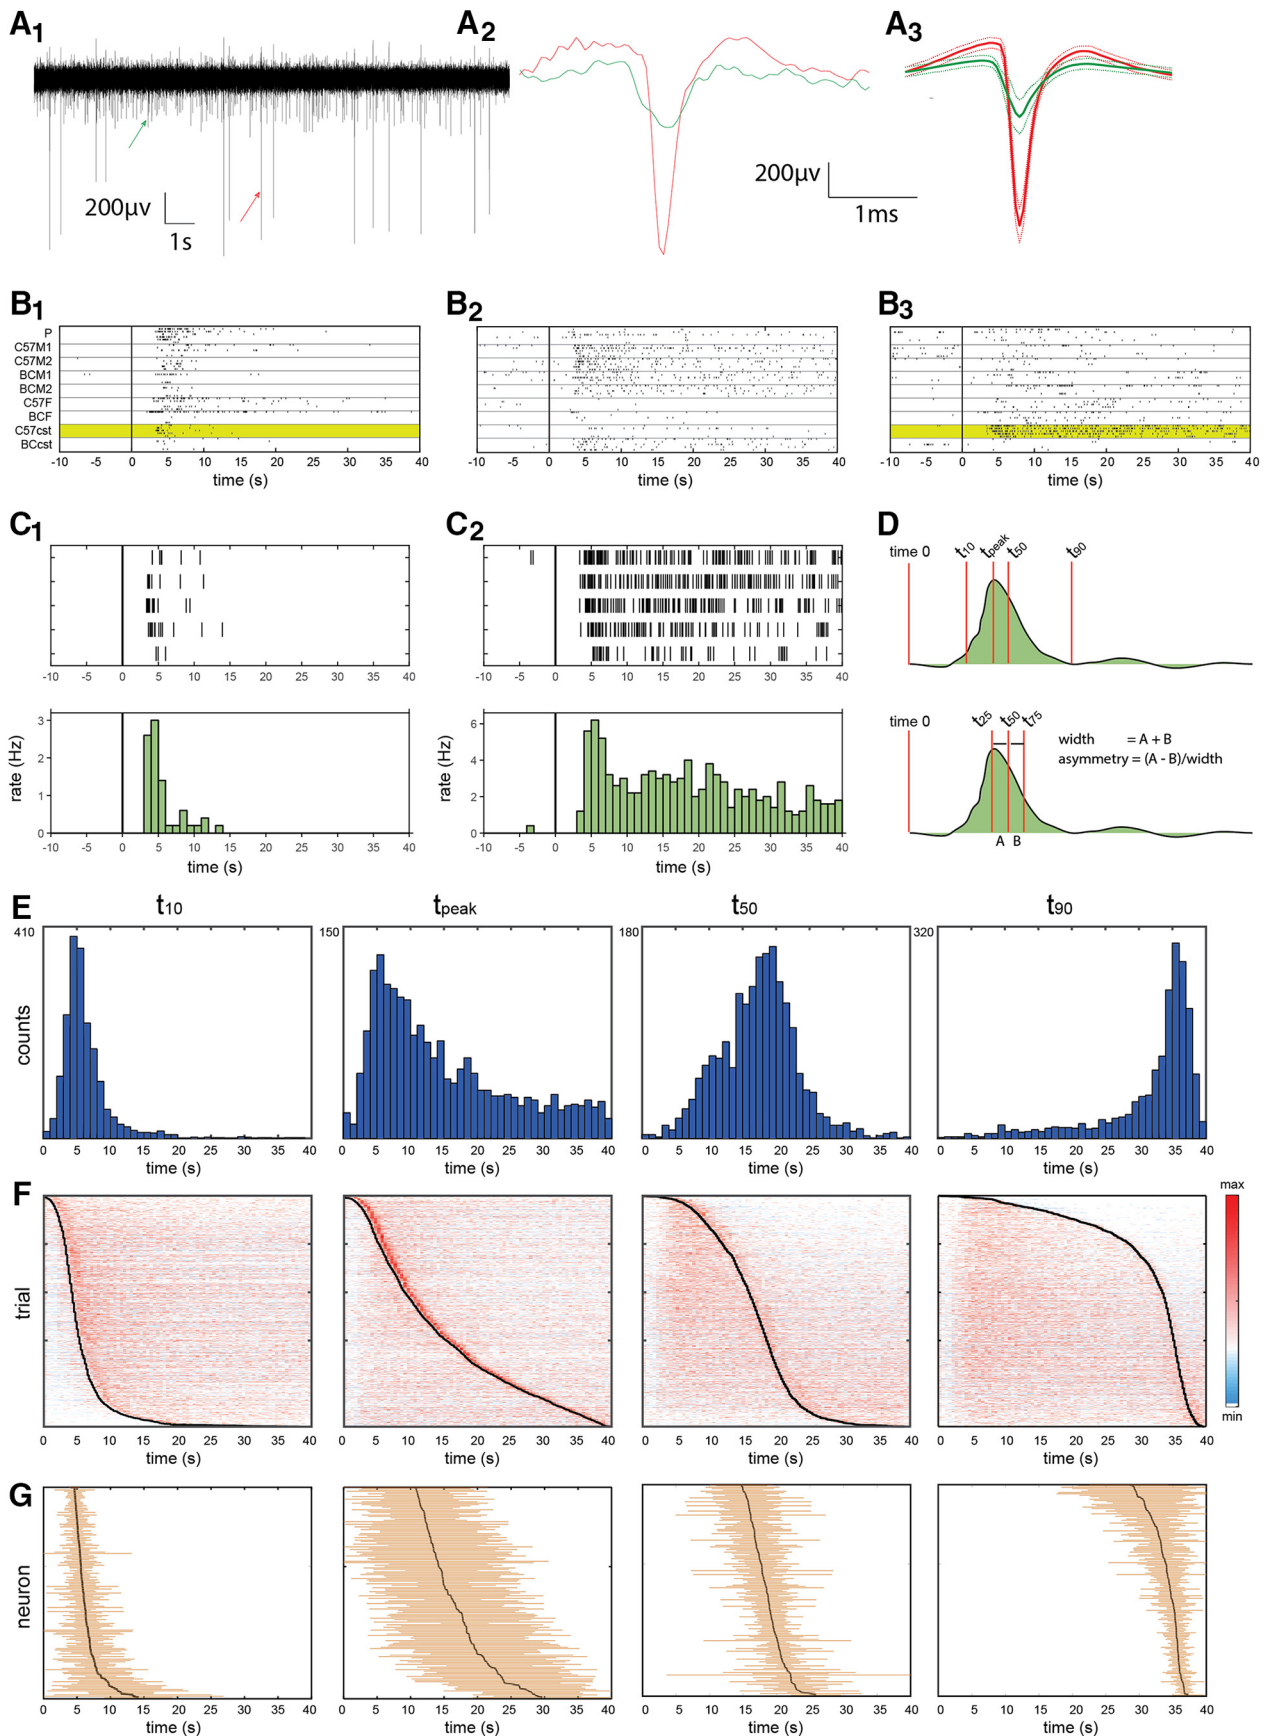 A1
A2
A3
200μv
1s
200μv
1ms
B1
B2
B3
P
C57M1
C57M2
BCM1
BCM2
C57F
BCF
C57cst
BCcst
-10 -5 0 5 10 15 20 25 30 35 40
time (s)
-10 -5 0 5 10 15 20 25 30 35 40
time (s)
-10 -5 0 5 10 15 20 25 30 35 40
time (s)
C1
C2
D
-10 -5 0 5 10 15 20 25 30 35 40
-10 -5 0 5 10 15 20 25 30 35 40
time 0
t10
tpeak
t50
t90
rate (Hz)
3
2
1
0
-10 -5 0 5 10 15 20 25 30 35 40
time (s)
rate (Hz)
6
4
2
0
-10 -5 0 5 10 15 20 25 30 35 40
time (s)
time 0
t25
t50
t75
width = A + B
asymmetry = (A - B)/width
A
B
E
t10
tpeak
t50
t90
counts
410
150
180
320
0 5 10 15 20 25 30 35 40
time (s)
0 5 10 15 20 25 30 35 40
time (s)
0 5 10 15 20 25 30 35 40
time (s)
0 5 10 15 20 25 30 35 40
time (s)
F
trial
max
min
0 5 10 15 20 25 30 35 40
time (s)
0 5 10 15 20 25 30 35 40
time (s)
0 5 10 15 20 25 30 35 40
time (s)
0 5 10 15 20 25 30 35 40
time (s)
G
neuron
0 5 10 15 20 25 30 35 40
time (s)
0 5 10 15 20 25 30 35 40
time (s)
0 5 10 15 20 25 30 35 40
time (s)
0 5 10 15 20 25 30 35 40
time (s)